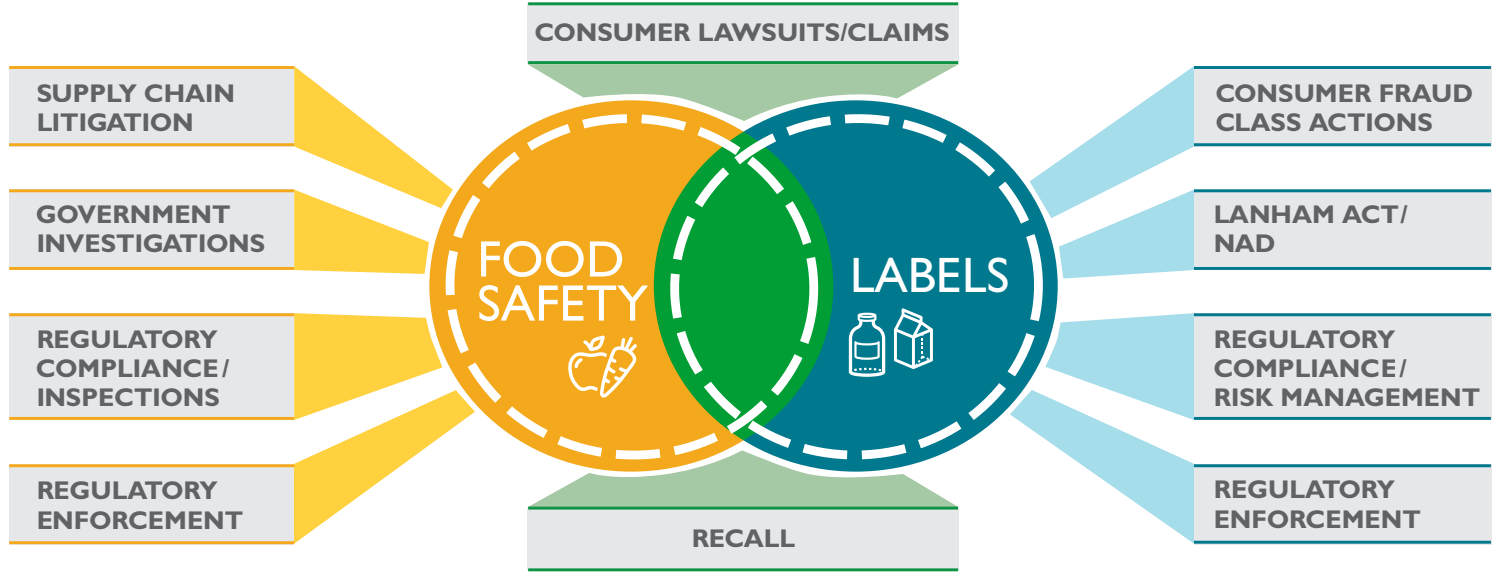 CONSUMER LAWSUITS/CLAIMS
SUPPLY CHAIN
LITIGATION
GOVERNMENT
INVESTIGATIONS
REGULATORY
COMPLIANCE/
INSPECTIONS
REGULATORY
ENFORCEMENT
FOOD
SAFETY
LABELS
CONSUMER FRAUD
CLASS ACTIONS
LANHAM ACT/
NAD
REGULATORY
COMPLIANCE/
RISK MANAGEMENT
REGULATORY
ENFORCEMENT
RECALL